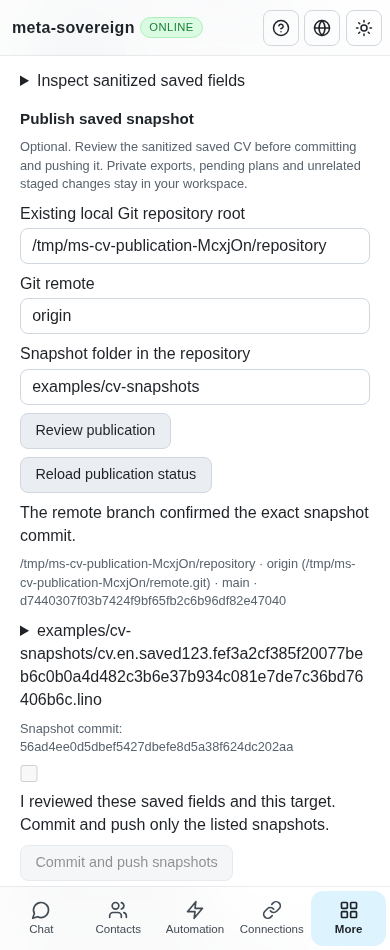 meta-sovereign ONLINE
Inspect sanitized saved fields
Publish saved snapshot
Optional. Review the sanitized saved CV before committing
and pushing it. Private exports, pending plans and unrelated
staged changes stay in your workspace.
Existing local Git repository root
/tmp/ms-cv-publication-McxjOn/repository
Git remote
origin
Snapshot folder in the repository
examples/cv-snapshots
Review publication
Reload publication status
The remote branch confirmed the exact snapshot
commit.
/tmp/ms-cv-publication-McxjOn/repository · origin (/tmp/ms-
cv-publication-McxjOn/remote.git) · main ·
d7440307f03b7424f9bf65fb2c6b96df82e47040
examples/cv-
snapshots/cv.en.saved123.fef3a2cf385f20077be
b6c0b0a4d482c3b6e37b934c081e7de7c36bd76
406b6c.lino
Snapshot commit:
56ad4ee0d5dbef5427dbefe8d5a38f624dc202aa
I reviewed these saved fields and this target.
Commit and push only the listed snapshots.
Commit and push snapshots
Chat Contacts Automation Connections More